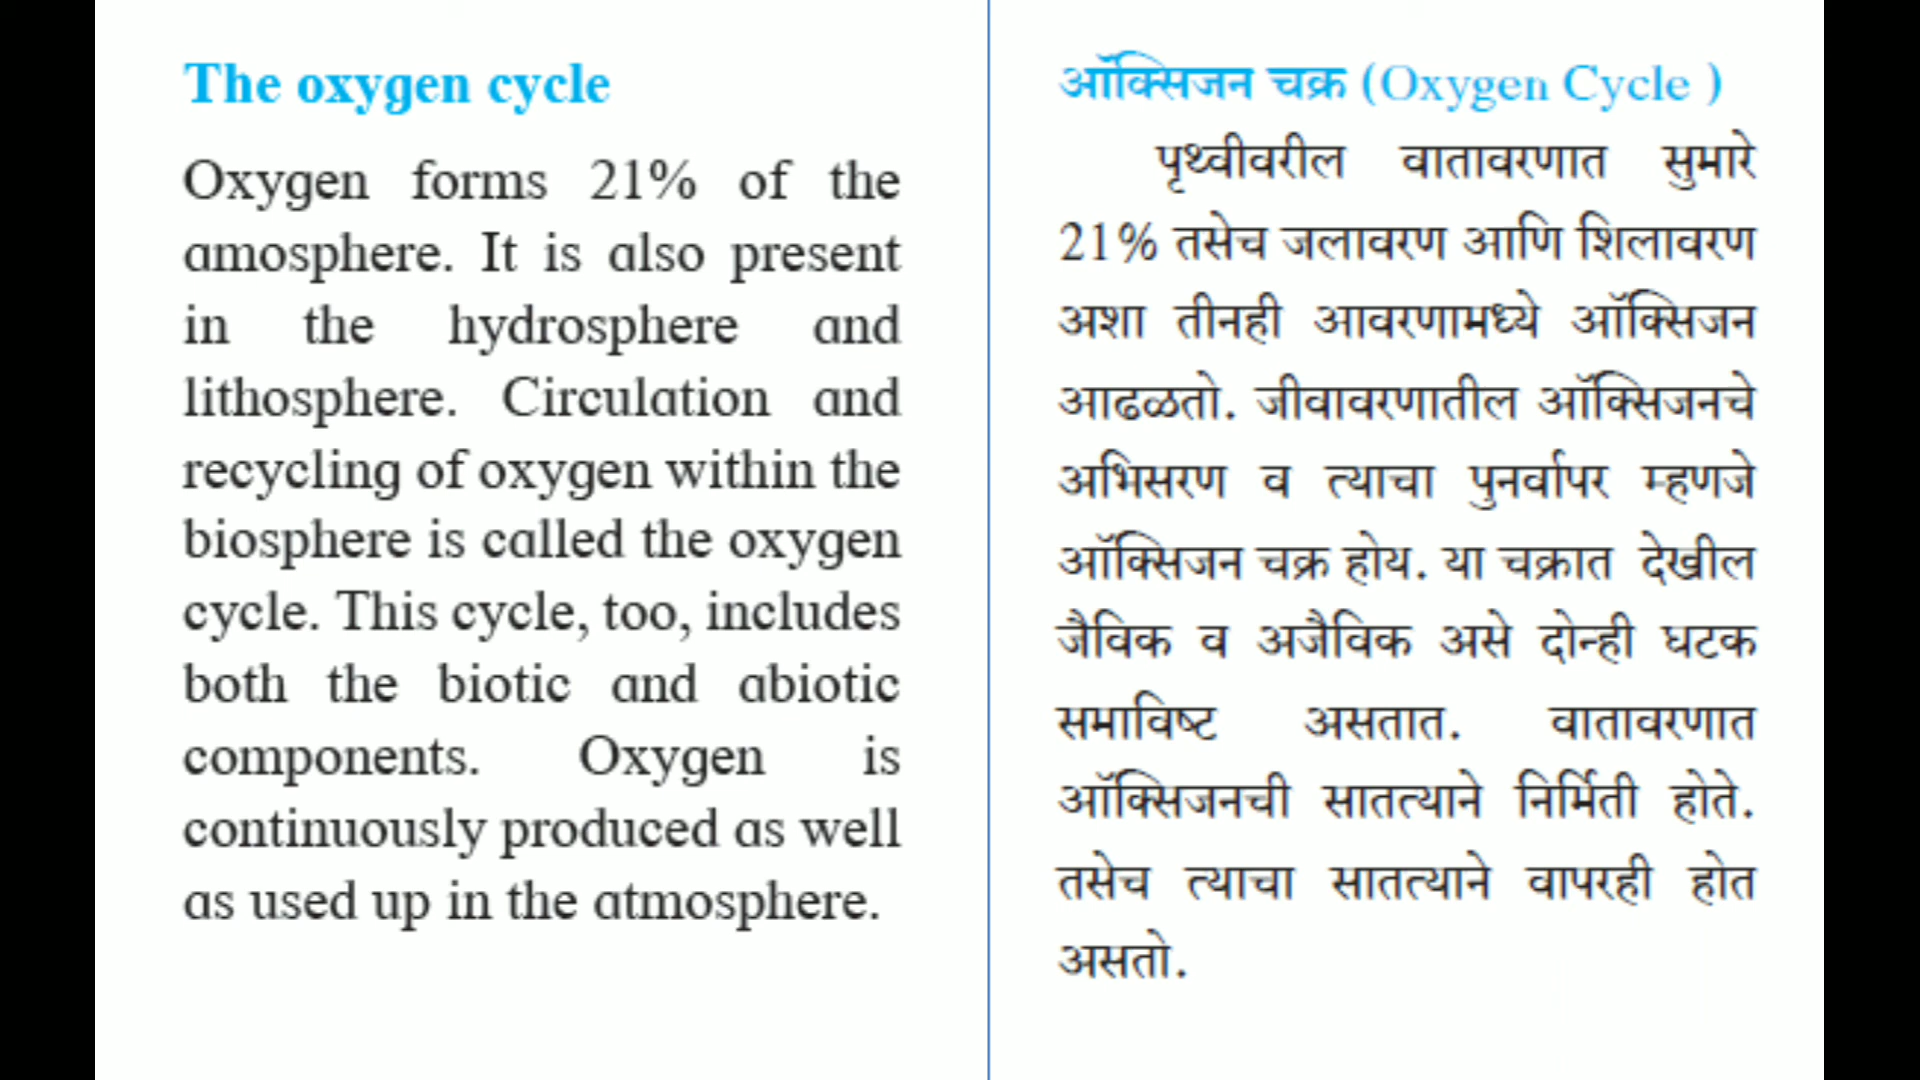 The oxygen cycle
Oxygen forms 21% of the
amosphere. It is also present
in the hydrosphere and
lithosphere. Circulation and
recycling of oxygen within the
biosphere is called the oxygen
cycle. This cycle, too, includes
both the biotic and abiotic
components. Oxygen is
continuously produced as well
as used up in the atmosphere.
ऑक्सिजन चक्र (Oxygen Cycle )
पृथ्वीवरील वातावरणात सुमारे
21% तसेच जलावरण आणि शिलावरण
अशा तीनही आवरणामध्ये ऑक्सिजन
आढळतो. जीवावरणातील ऑक्सिजनचे
अभिसरण व त्याचा पुनर्वापर म्हणजे
ऑक्सिजन चक्र होय. या चक्रात देखील
जैविक व अजैविक असे दोन्ही घटक
समाविष्ट असतात. वातावरणात
ऑक्सिजनची सातत्याने निर्मिती होते.
तसेच त्याचा सातत्याने वापरही होत
असतो.